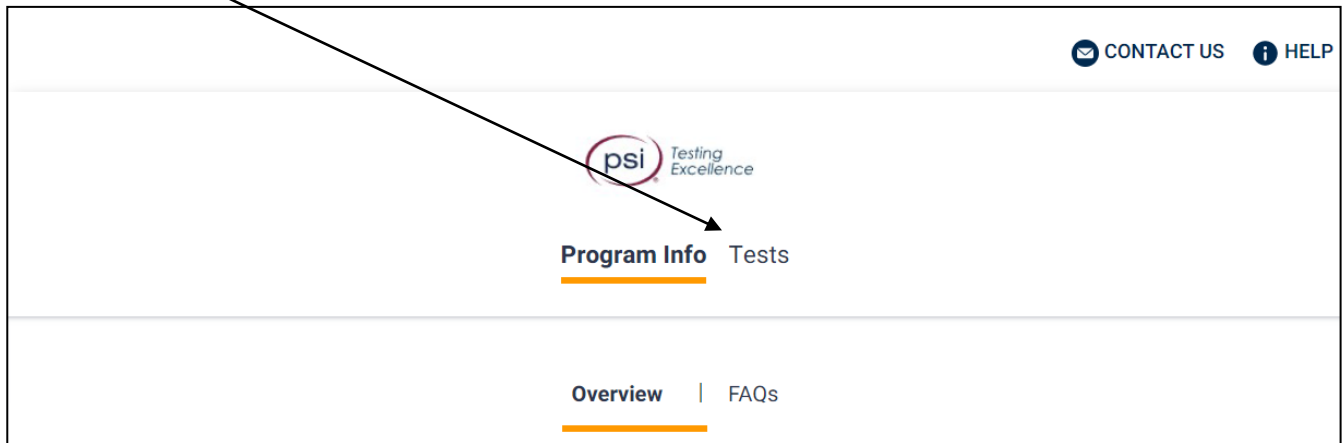 CONTACT US HELP
psi Testing
Excellence
Program Info Tests
Overview | FAQs